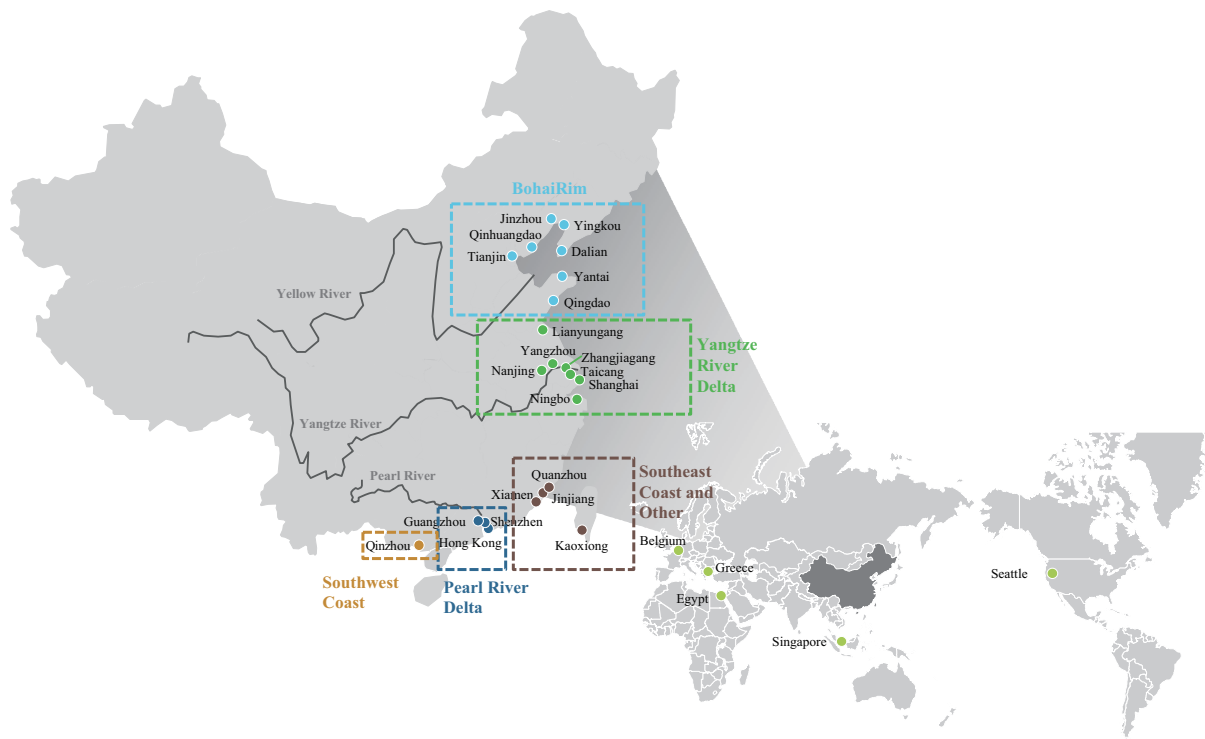 BohaiRim
Jinzhou
Yingkou
Qinhuangdao
Tianjin
Dalian
Yantai
Yellow River
Qingdao
Lianyungang
Yangzhou
Zhangjiagang
Nanjing
Taicang
Shanghai
Ningbo
Yangtze
River
Delta
Yangtze River
Pearl River
Southeast
Coast and
Other
Quanzhou
Xiamen
Jinjiang
Guangzhou
Shenzhen
Hong Kong
Kaoxiong
Qinzhou
Southwest
Coast
Pearl River
Delta
Belgium
Greece
Egypt
Singapore
Seattle